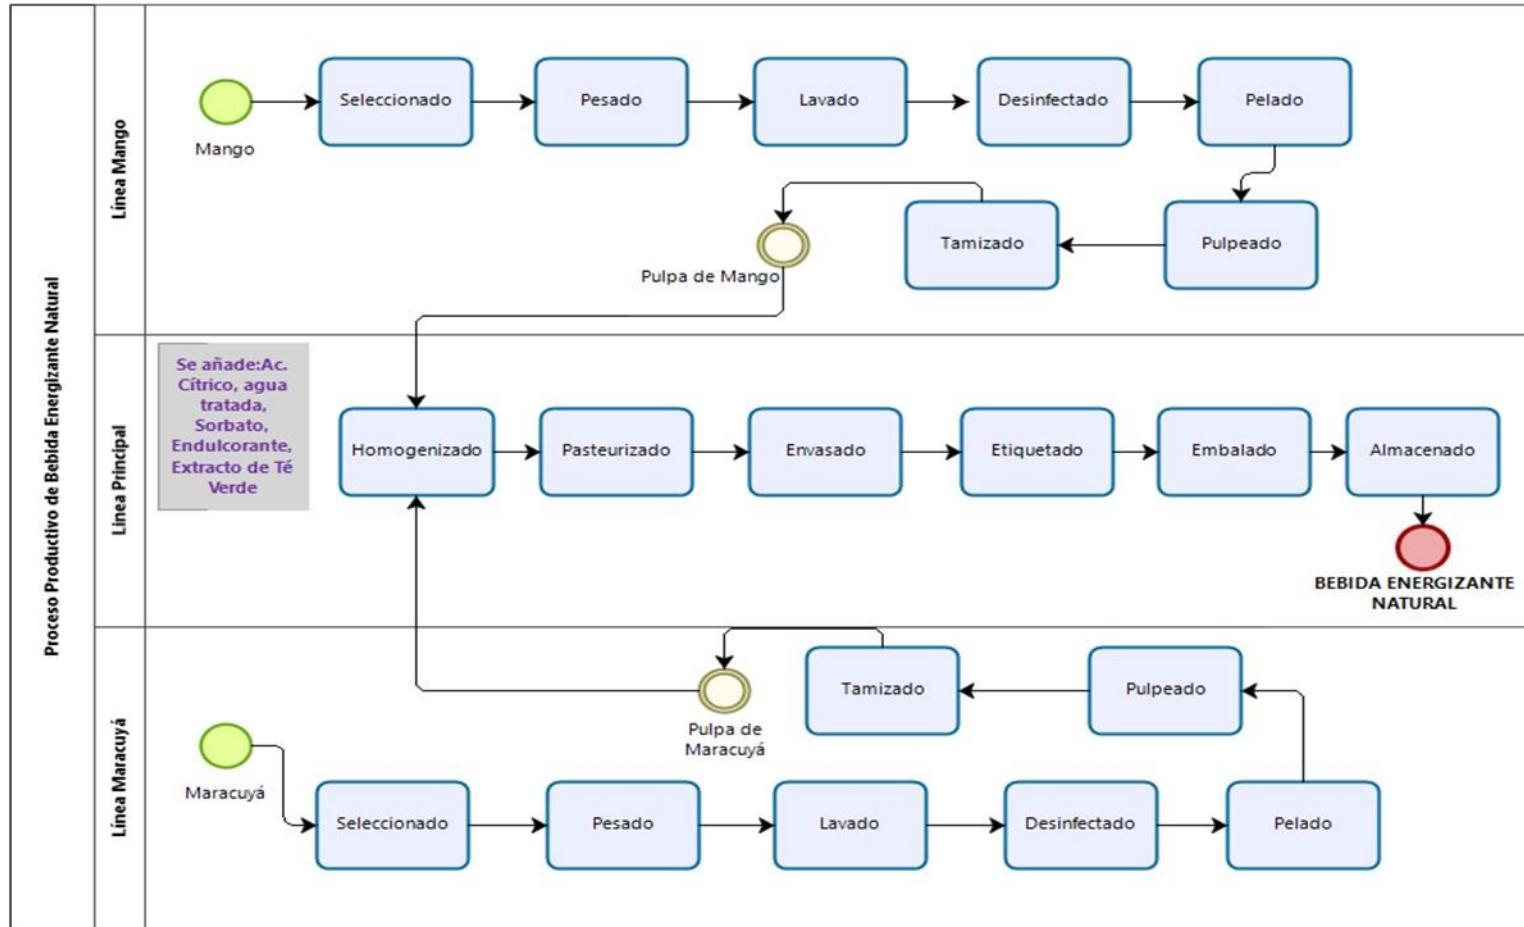 Proceso Productivo de Bebida Energizante Natural
Línea Mango
Mango
Seleccionado
Pesado
Lavado
Desinfectado
Pelado
Pulpeado
Tamizado
Pulpa de Mango
Línea Principal
Se añade:Ac.
Cítrico, agua
tratada,
Sorbato,
Endulcorante,
Extracto de Té
Verde
Homogenizado
Pasteurizado
Envasado
Etiquetado
Embalado
Almacenado
BEBIDA ENERGIZANTE
NATURAL
Línea Maracuyá
Maracuyá
Seleccionado
Pesado
Lavado
Desinfectado
Pelado
Pulpeado
Tamizado
Pulpa de
Maracuyá